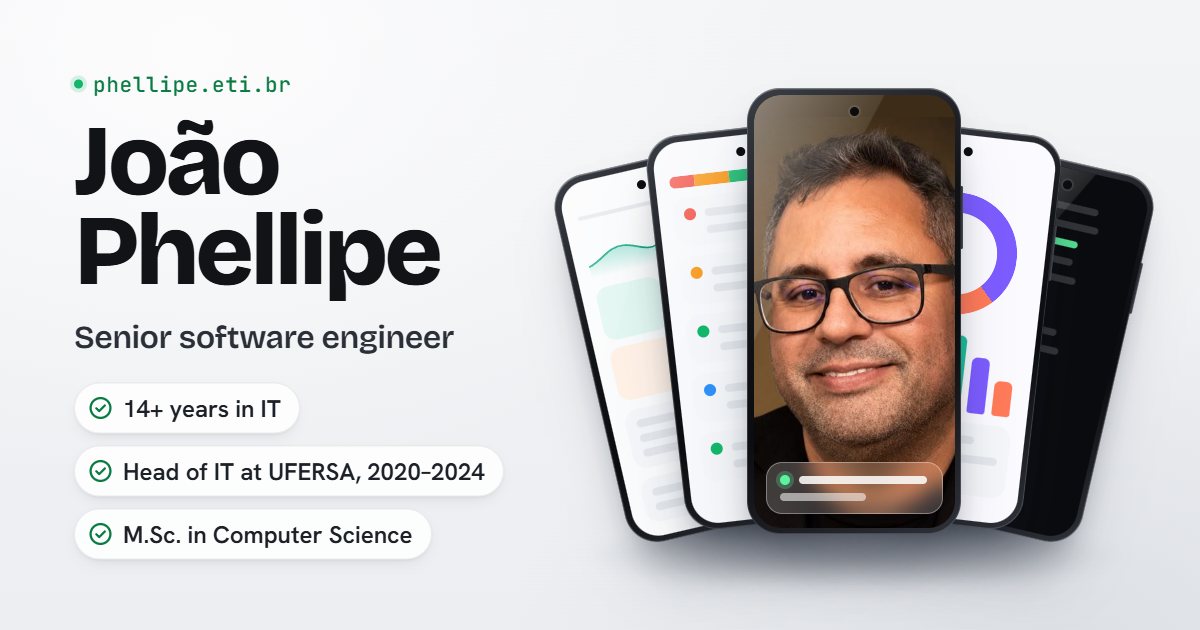 phellipe.eti.br
João
Phellipe
Senior software engineer
14+ years in IT
Head of IT at UFERSA, 2020–2024
M.Sc. in Computer Science